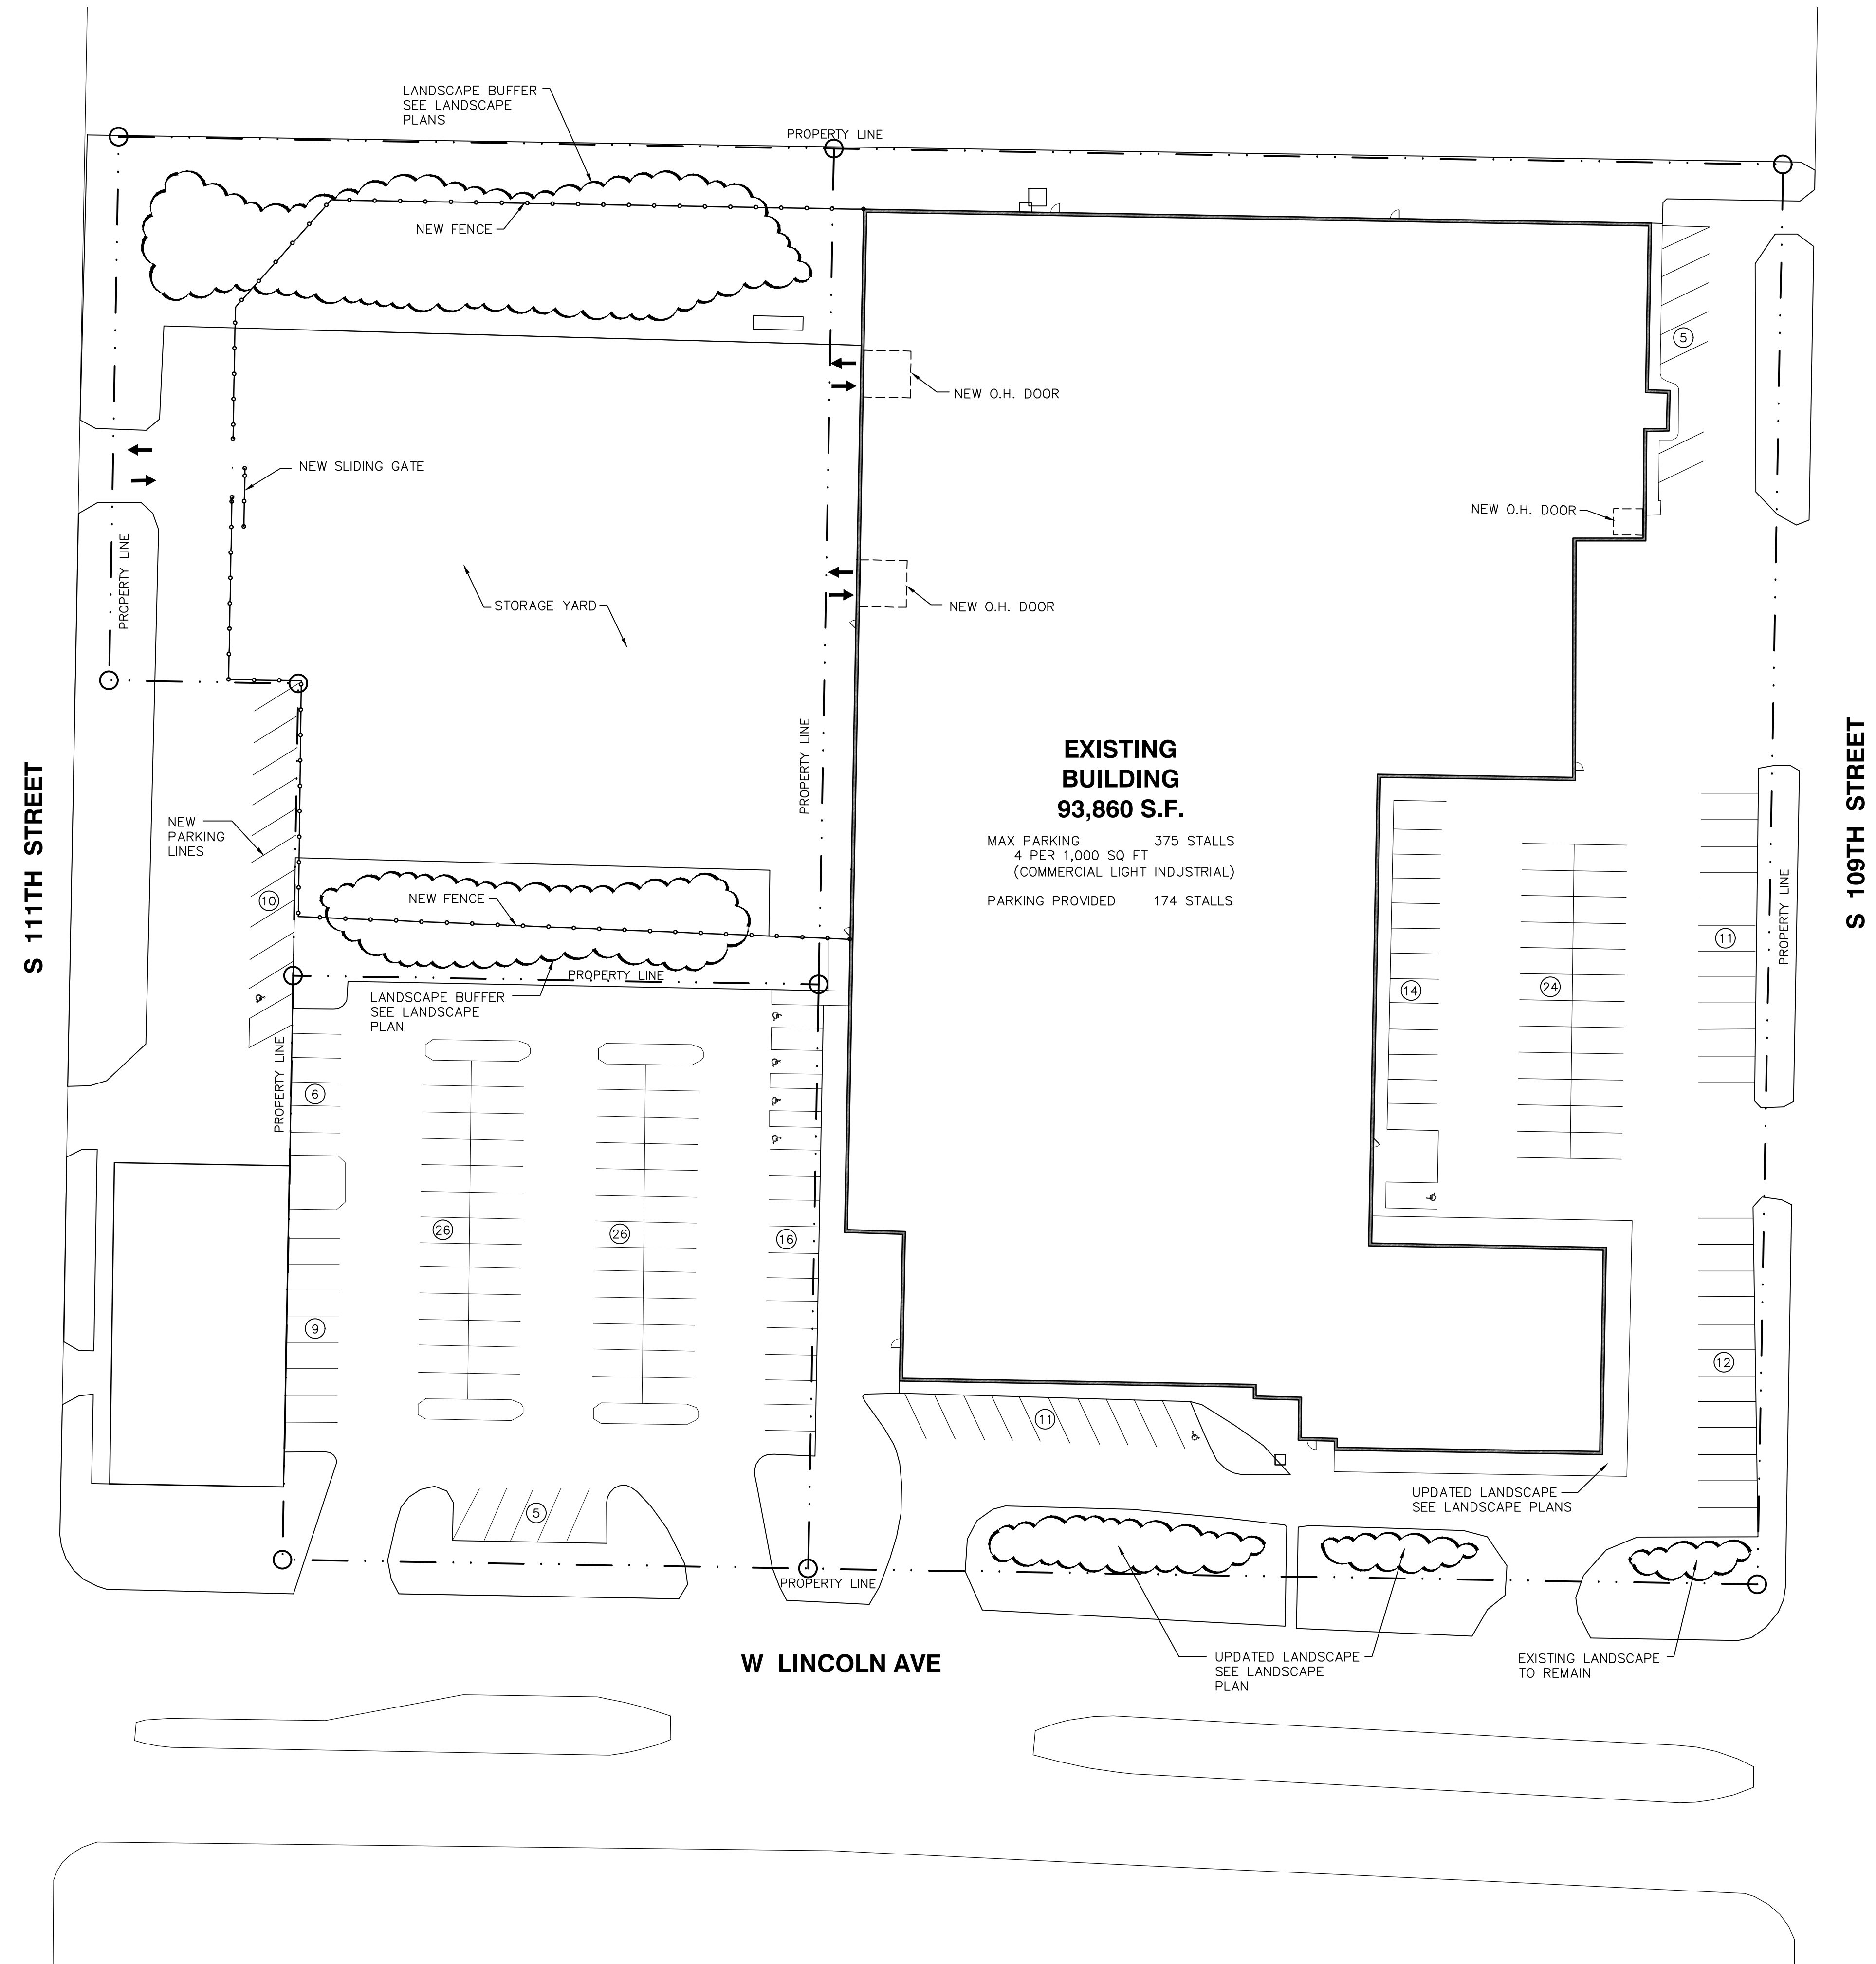 LANDSCAPE BUFFER
SEE LANDSCAPE
PLANS
PROPERTY LINE
NEW FENCE
5
NEW O.H. DOOR
NEW SLIDING GATE
NEW O.H. DOOR
PROPERTY LINE
STORAGE YARD
NEW O.H. DOOR
S 111TH STREET
S 109TH STREET
PROPERTY LINE
EXISTING
BUILDING
93,860 S.F.
MAX PARKING 375 STALLS
4 PER 1,000 SQ FT
(COMMERCIAL LIGHT INDUSTRIAL)
PARKING PROVIDED 174 STALLS
NEW
PARKING
LINES
10
NEW FENCE
PROPERTY LINE
11
14
24
PROPERTY LINE
LANDSCAPE BUFFER
SEE LANDSCAPE
PLAN
PROPERTY LINE
6
26
26
16
9
12
11
5
UPDATED LANDSCAPE
SEE LANDSCAPE PLANS
PROPERTY LINE
W LINCOLN AVE
UPDATED LANDSCAPE
SEE LANDSCAPE
PLAN
EXISTING LANDSCAPE
TO REMAIN